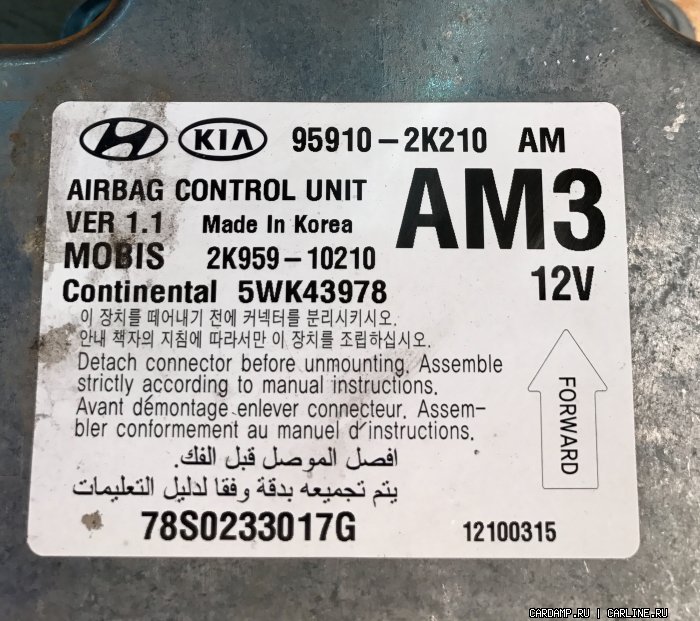 KIA 95910-2K210 AM
AIRBAG CONTROL UNIT
AM3
VER 1.1 Made In Korea
MOBIS 2K959-10210
12V
Continental 5WK43978
이 장치를 떼어내기 전에 커넥터를 분리시키시오.
안내 책자의 지침에 따라서만 이 장치를 조립하십시오.
Detach connector before unmounting. Assemble
strictly according to manual instructions.
Avant démontage enlever connecteur. Assem-
bler conformement au manuel d'instructions.
افصل الموصل قبل الفك.
يتم تجميعه بدقة وفقا لدليل التعليمات
FORWARD
78S0233017G 12100315
CARDAMP.RU | CARLINE.RU